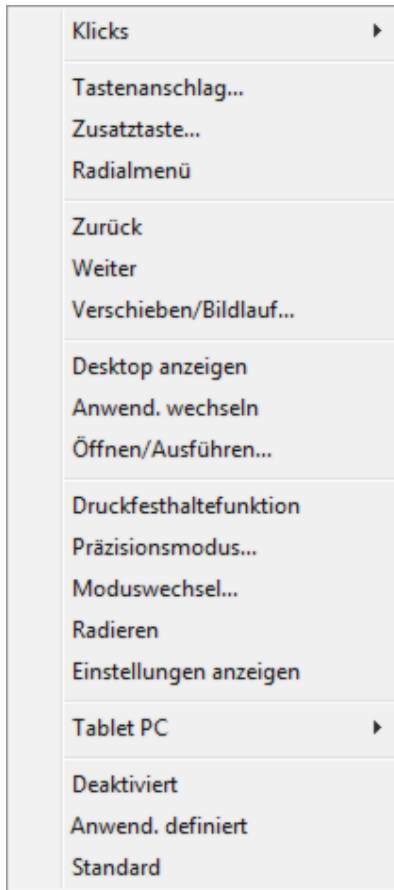 Klicks
Tastenanschlag...
Zusatztaste...
Radialmenü
Zurück
Weiter
Verschieben/Bildlauf...
Desktop anzeigen
Anwend. wechseln
Öffnen/Ausführen...
Druckfesthaltefunktion
Präzisionsmodus...
Moduswechsel...
Radieren
Einstellungen anzeigen
Tablet PC
Deaktiviert
Anwend. definiert
Standard